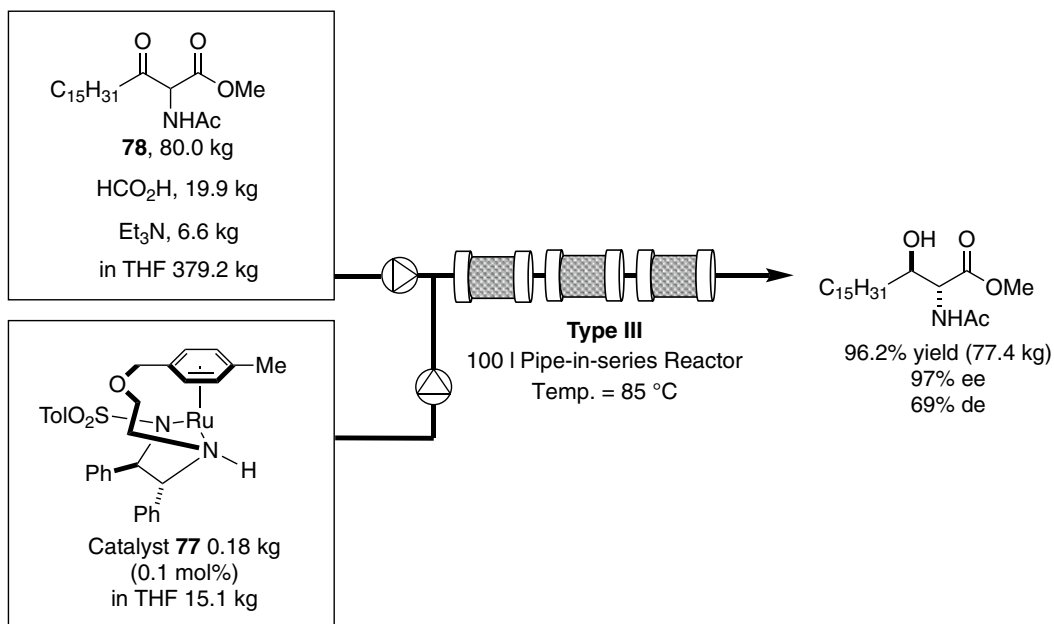 O O
C₁₅H₃₁ OMe
NHAc
78, 80.0 kg
HCO₂H, 19.9 kg
Et₃N, 6.6 kg
in THF 379.2 kg
Me
O
TolO₂S N Ru
N H
Ph
Ph
Catalyst 77 0.18 kg
(0.1 mol%)
in THF 15.1 kg
Type III
100 l Pipe-in-series Reactor
Temp. = 85 °C
OH O
C₁₅H₃₁ OMe
NHAc
96.2% yield (77.4 kg)
97% ee
69% de